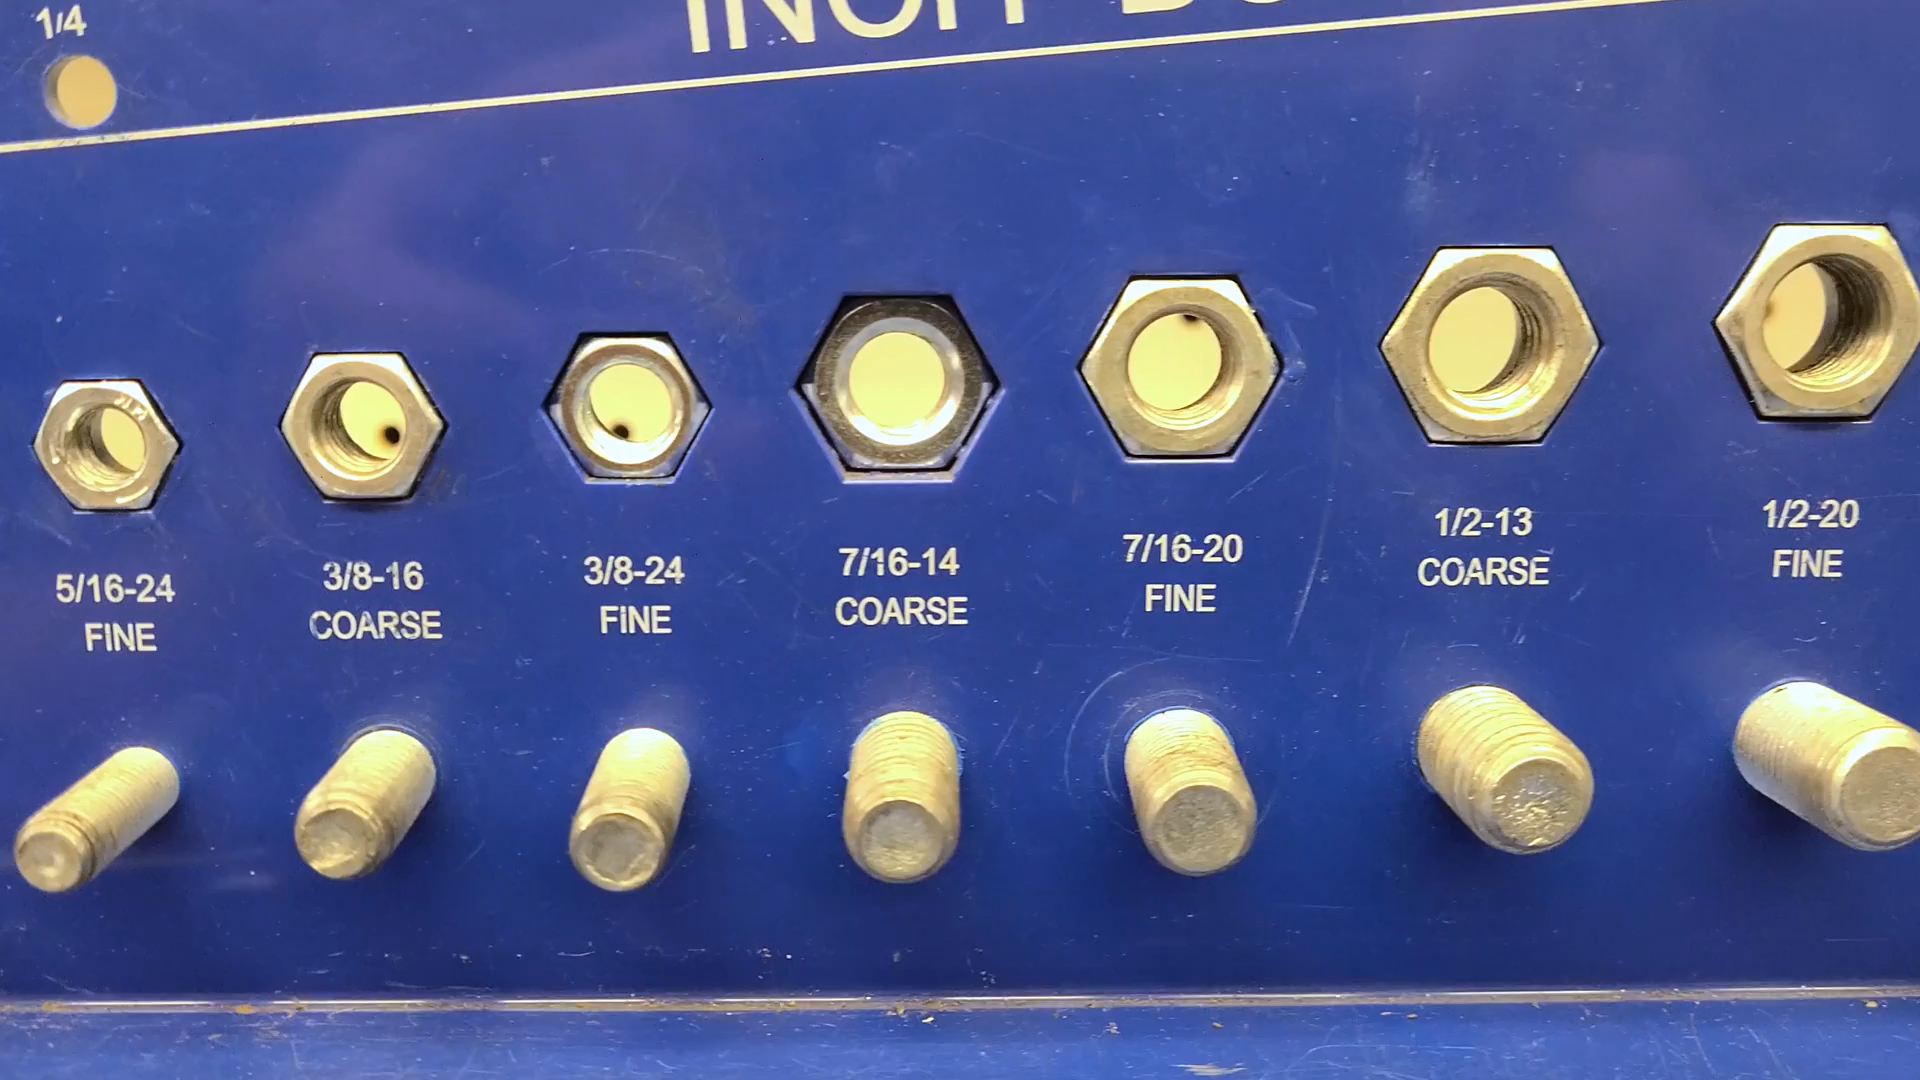 1/4
INCH
5/16-24
FINE
3/8-16
COARSE
3/8-24
FINE
7/16-14
COARSE
7/16-20
FINE
1/2-13
COARSE
1/2-20
FINE